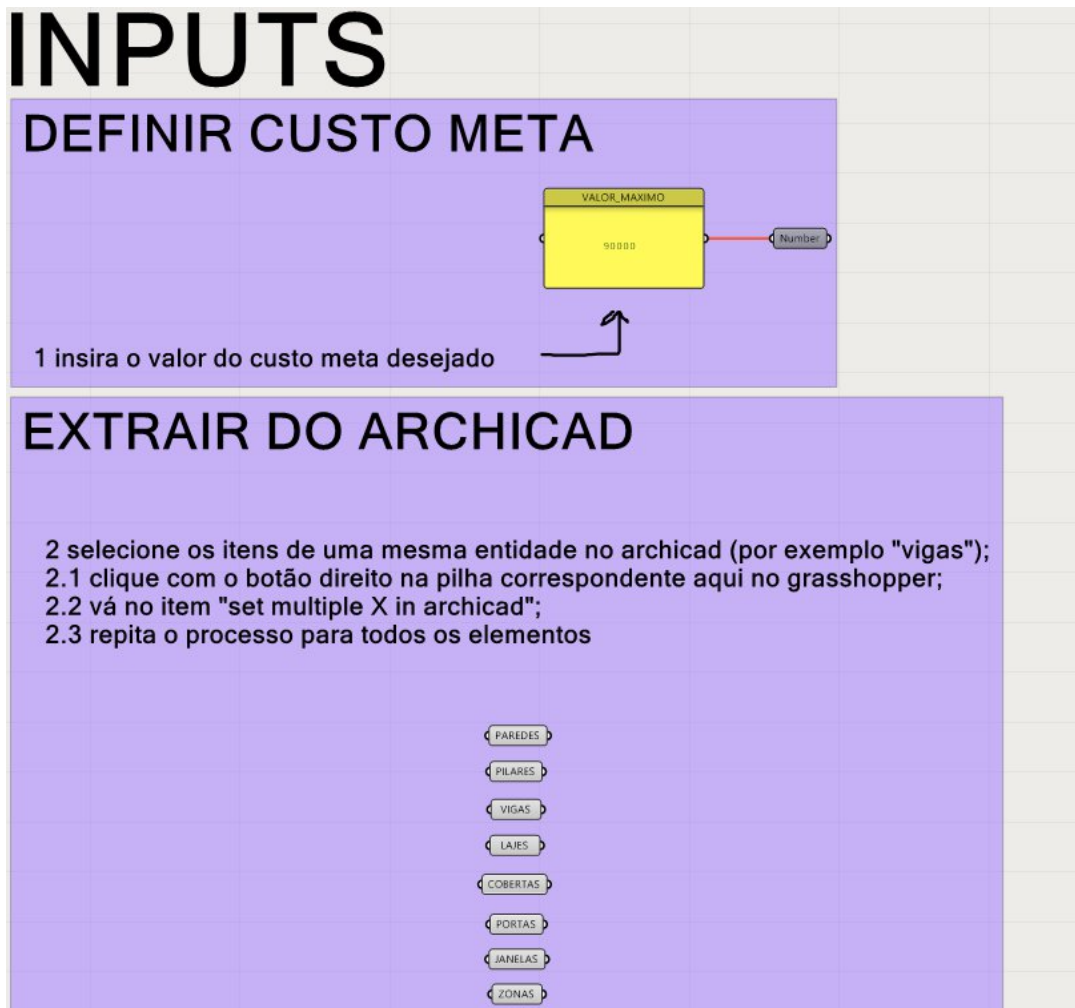 INPUTS
DEFINIR CUSTO META
VALOR_MAXIMO
90000
Number
1 insira o valor do custo meta desejado
EXTRAIR DO ARCHICAD
2 selecione os itens de uma mesma entidade no archicad (por exemplo "vigas");
2.1 clique com o botão direito na pilha correspondente aqui no grasshopper;
2.2 vá no item "set multiple X in archicad";
2.3 repita o processo para todos os elementos
PAREDES
PILARES
VIGAS
LAJES
COBERTAS
PORTAS
JANELAS
ZONAS